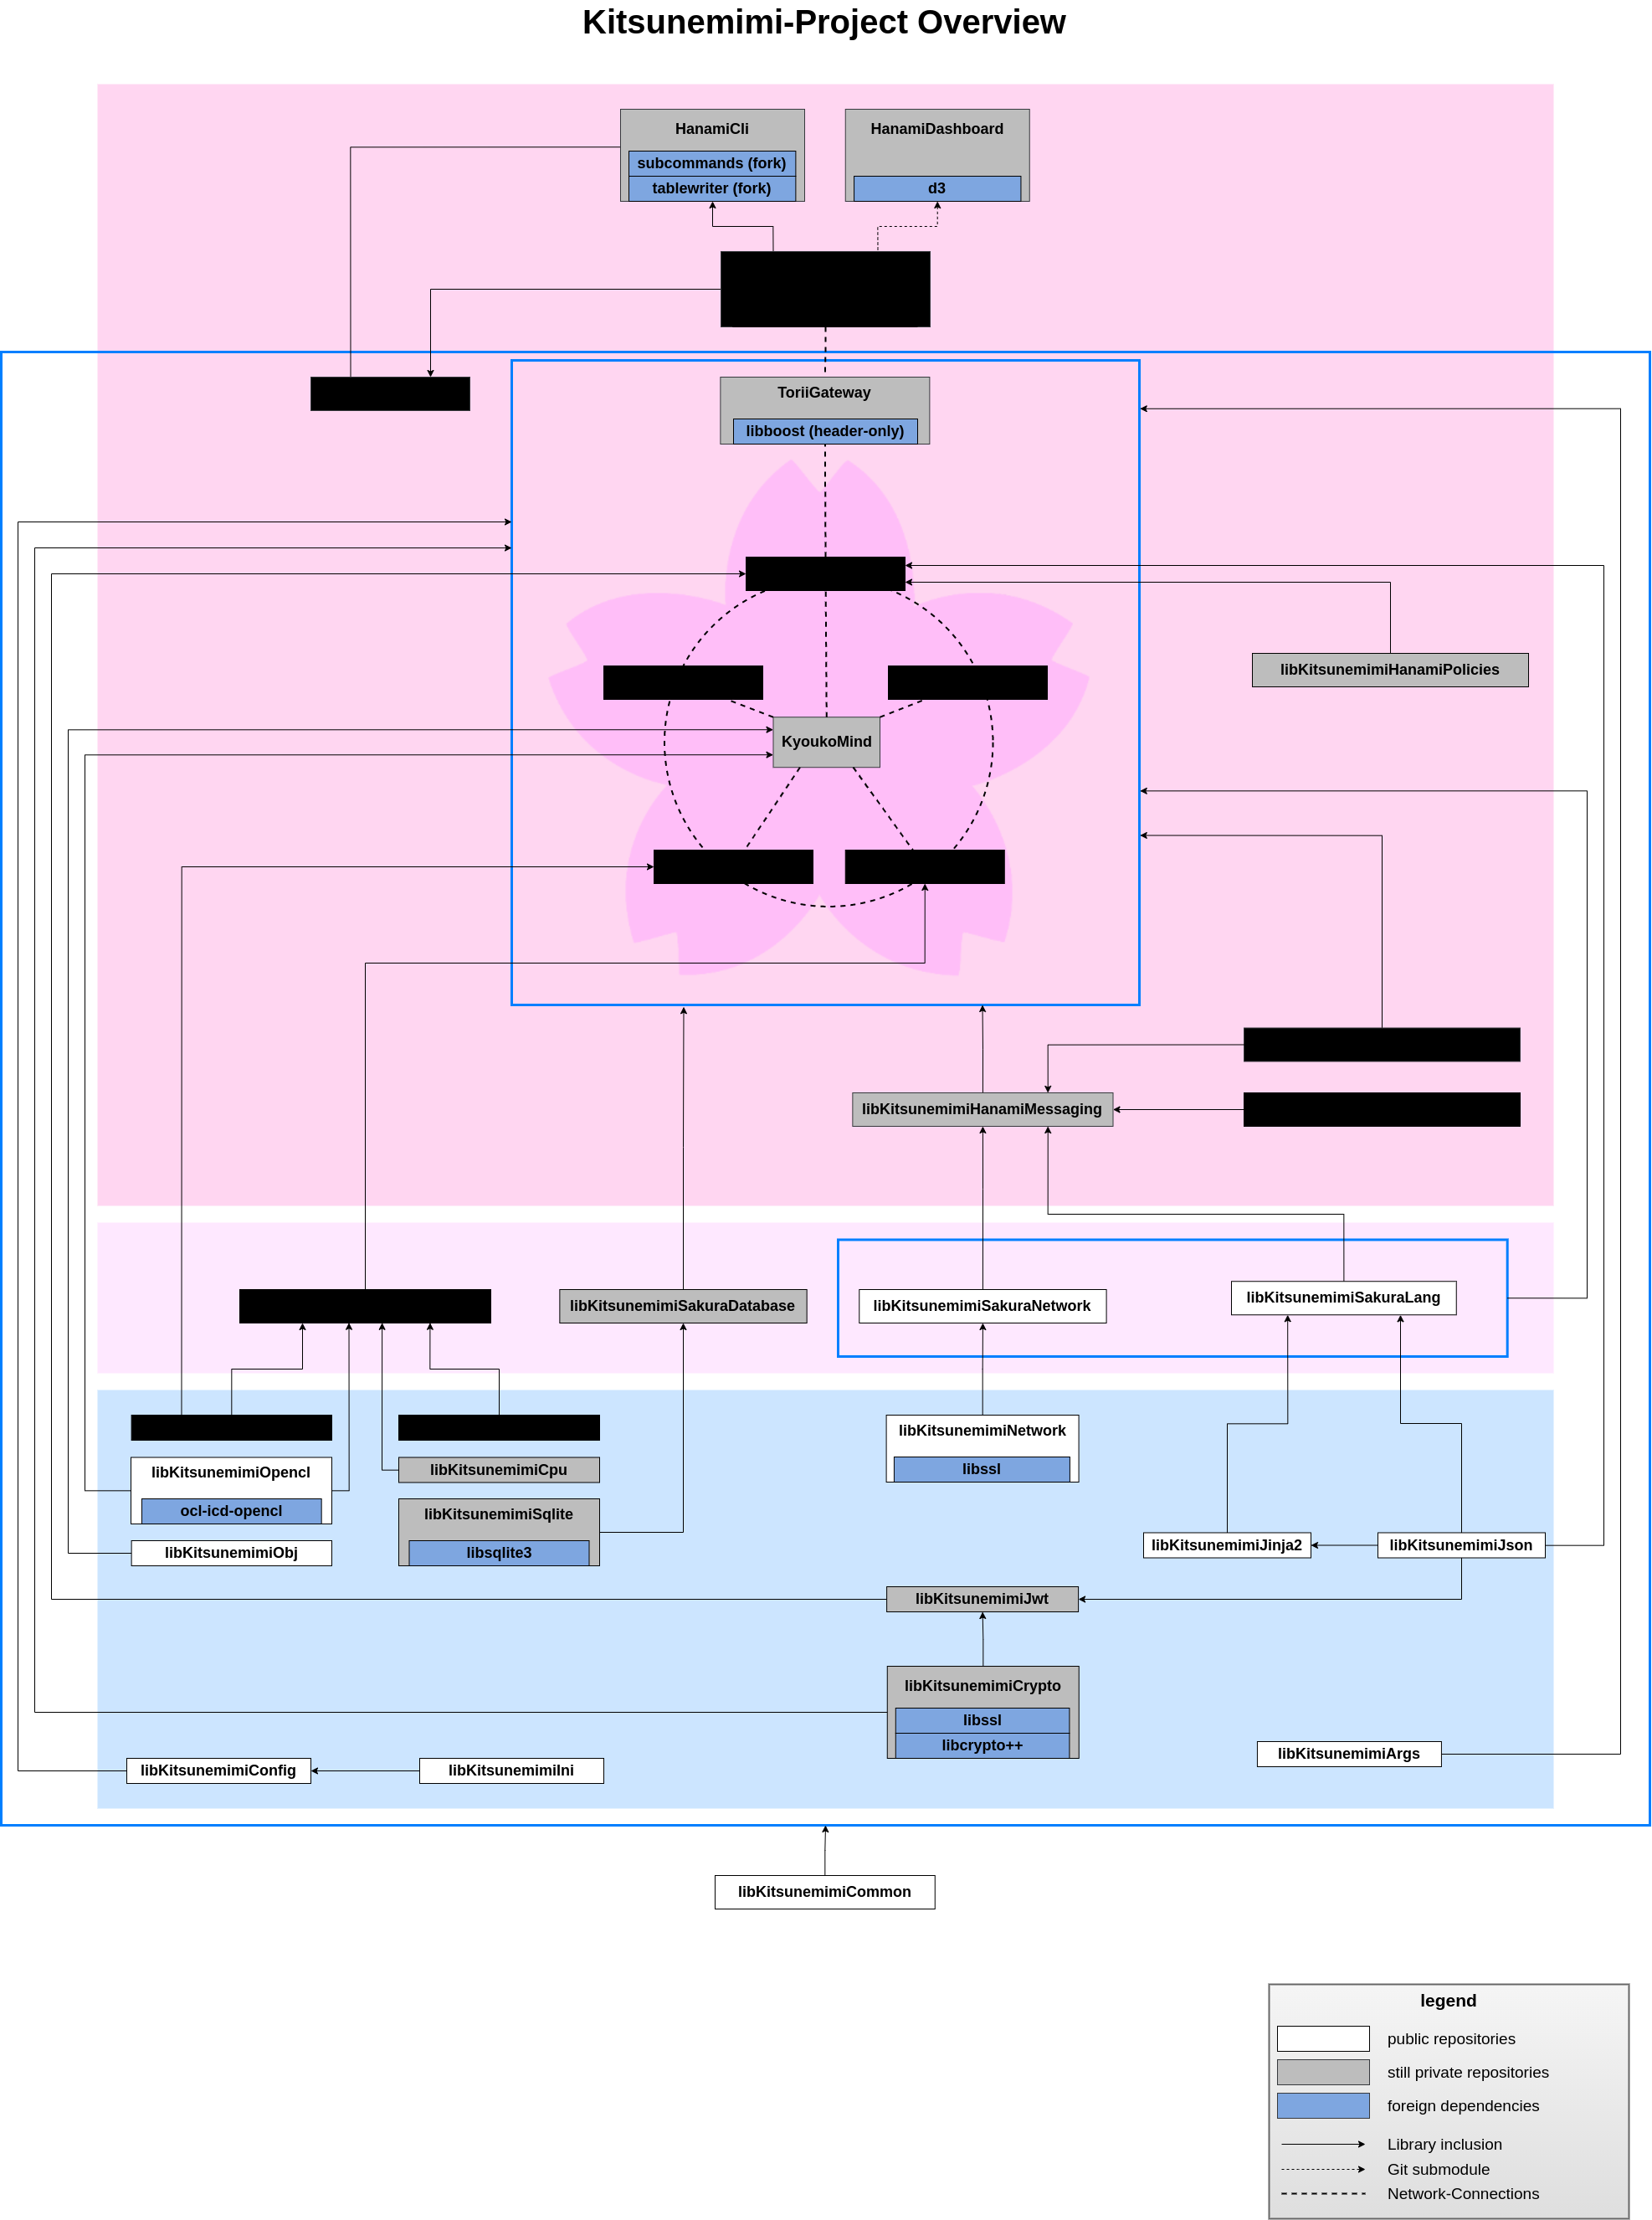 Kitsunemimi-Project Overview
HanamiCli
subcommands (fork)
tablewriter (fork)
HanamiDashboard
d3
ToriiGateway
libboost (header-only)
libKitsunemimiHanamiPolicies
KyoukoMind
libKitsunemimiHanamiMessaging
libKitsunemimiSakuraDatabase
libKitsunemimiSakuraNetwork
libKitsunemimiSakuraLang
libKitsunemimiOpencl
ocl-icd-opencl
libKitsunemimiObj
libKitsunemimiCpu
libKitsunemimiSqlite
libsqlite3
libKitsunemimiNetwork
libssl
libKitsunemimiJinja2
libKitsunemimiJson
libKitsunemimiJwt
libKitsunemimiCrypto
libssl
libcrypto++
libKitsunemimiArgs
libKitsunemimiConfig
libKitsunemimiIni
libKitsunemimiCommon
legend
public repositories
still private repositories
foreign dependencies
Library inclusion
Git submodule
Network-Connections